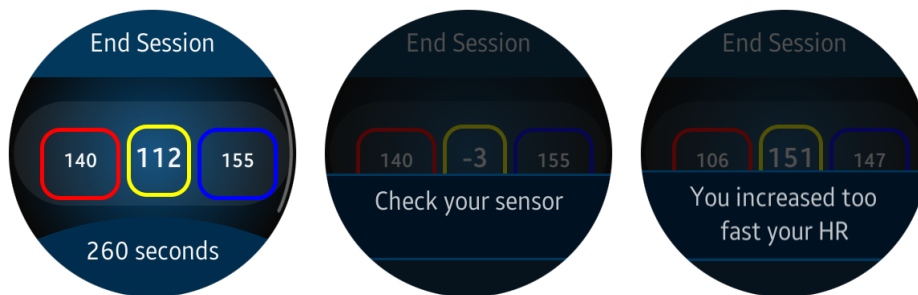 End Session
140 112 155
260 seconds
End Session
140 -3 155
Check your sensor
End Session
106 151 147
You increased too
fast your HR